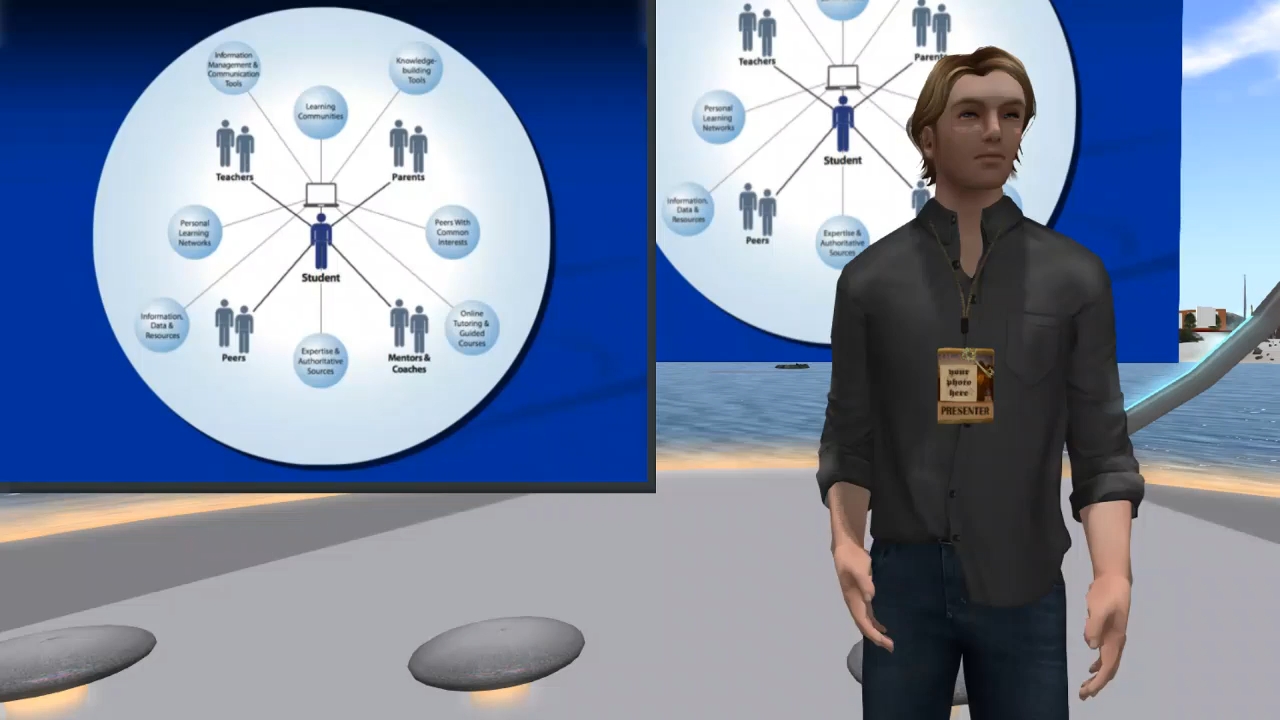 Information
Management &
Communication
Tools
Knowledge-
building
Tools
Learning
Communities
Teachers
Parents
Personal
Learning
Networks
Peers With
Common
Interests
Student
Information,
Data &
Resources
Peers
Expertise &
Authoritative
Sources
Mentors &
Coaches
Online
Tutoring &
Guided
Courses
Teachers
Parent
Personal
Learning
Networks
Student
Information,
Data &
Resources
Peers
Expertise &
Authoritative
Sources
your
photo
here
PRESENTER